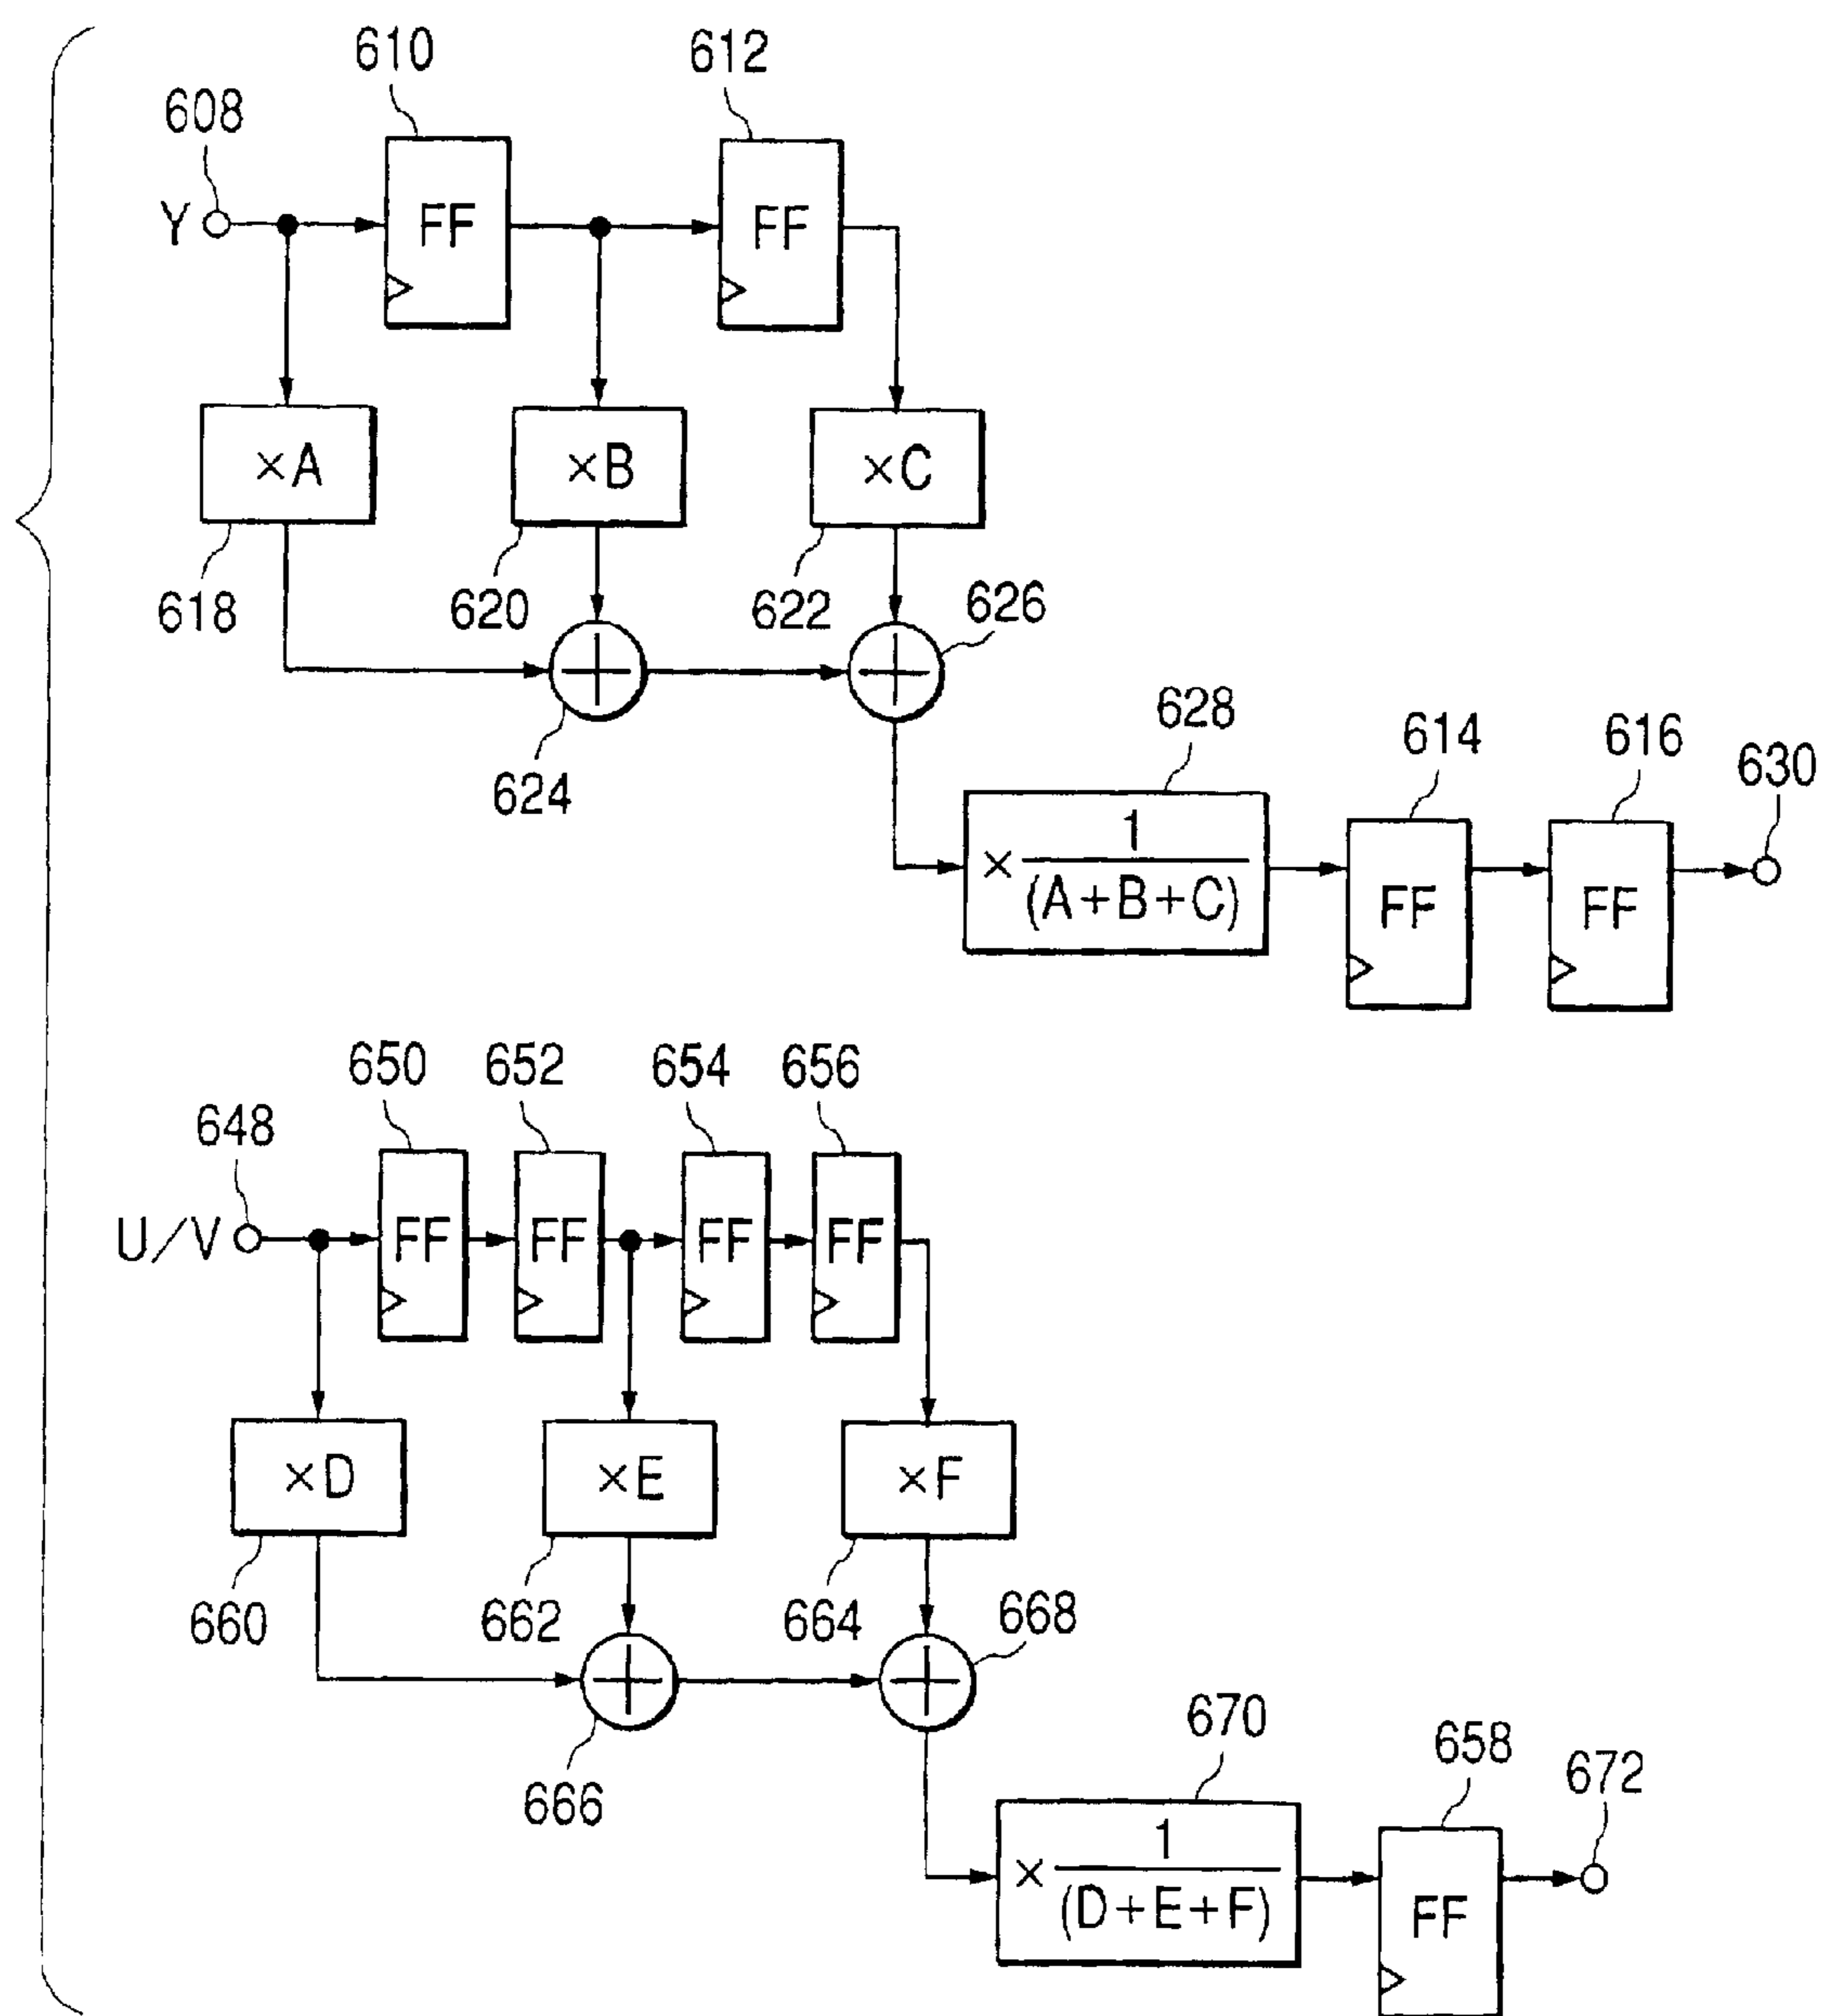 610
612
608
Y
FF
FF
×A
×B
×C
618
620
622
626
624
628
614
616
630
× 1/(A+B+C)
FF
FF
650
652
654
656
648
U/V
FF
FF
FF
FF
×D
×E
×F
660
662
664
668
666
670
658
672
× 1/(D+E+F)
FF